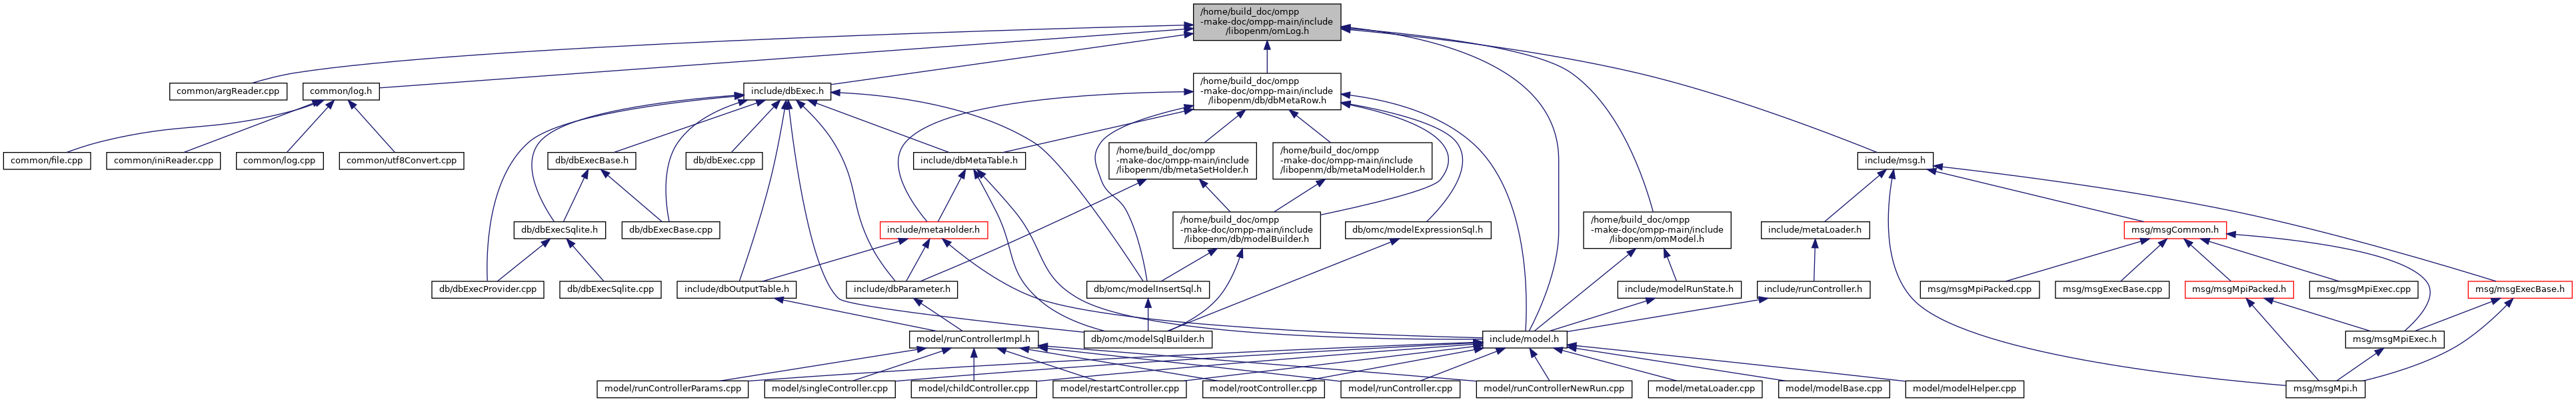 /home/build_doc/ompp
-make-doc/ompp-main/include
/libopenm/omLog.h
common/argReader.cpp
common/log.h
include/dbExec.h
/home/build_doc/ompp
-make-doc/ompp-main/include
/libopenm/db/dbMetaRow.h
common/file.cpp
common/iniReader.cpp
common/log.cpp
common/utf8Convert.cpp
db/dbExecBase.h
db/dbExec.cpp
include/dbMetaTable.h
/home/build_doc/ompp
-make-doc/ompp-main/include
/libopenm/db/metaSetHolder.h
/home/build_doc/ompp
-make-doc/ompp-main/include
/libopenm/db/metaModelHolder.h
include/msg.h
db/dbExecSqlite.h
db/dbExecBase.cpp
include/metaHolder.h
/home/build_doc/ompp
-make-doc/ompp-main/include
/libopenm/db/modelBuilder.h
db/omc/modelExpressionSql.h
/home/build_doc/ompp
-make-doc/ompp-main/include
/libopenm/omModel.h
include/metaLoader.h
msg/msgCommon.h
db/dbExecProvider.cpp
db/dbExecSqlite.cpp
include/dbOutputTable.h
include/dbParameter.h
db/omc/modelInsertSql.h
include/modelRunState.h
include/runController.h
msg/msgMpiPacked.cpp
msg/msgExecBase.cpp
msg/msgMpiPacked.h
msg/msgMpiExec.cpp
msg/msgExecBase.h
model/runControllerImpl.h
db/omc/modelSqlBuilder.h
include/model.h
msg/msgMpiExec.h
model/runControllerParams.cpp
model/singleController.cpp
model/childController.cpp
model/restartController.cpp
model/rootController.cpp
model/runController.cpp
model/runControllerNewRun.cpp
model/metaLoader.cpp
model/modelBase.cpp
model/modelHelper.cpp
msg/msgMpi.h